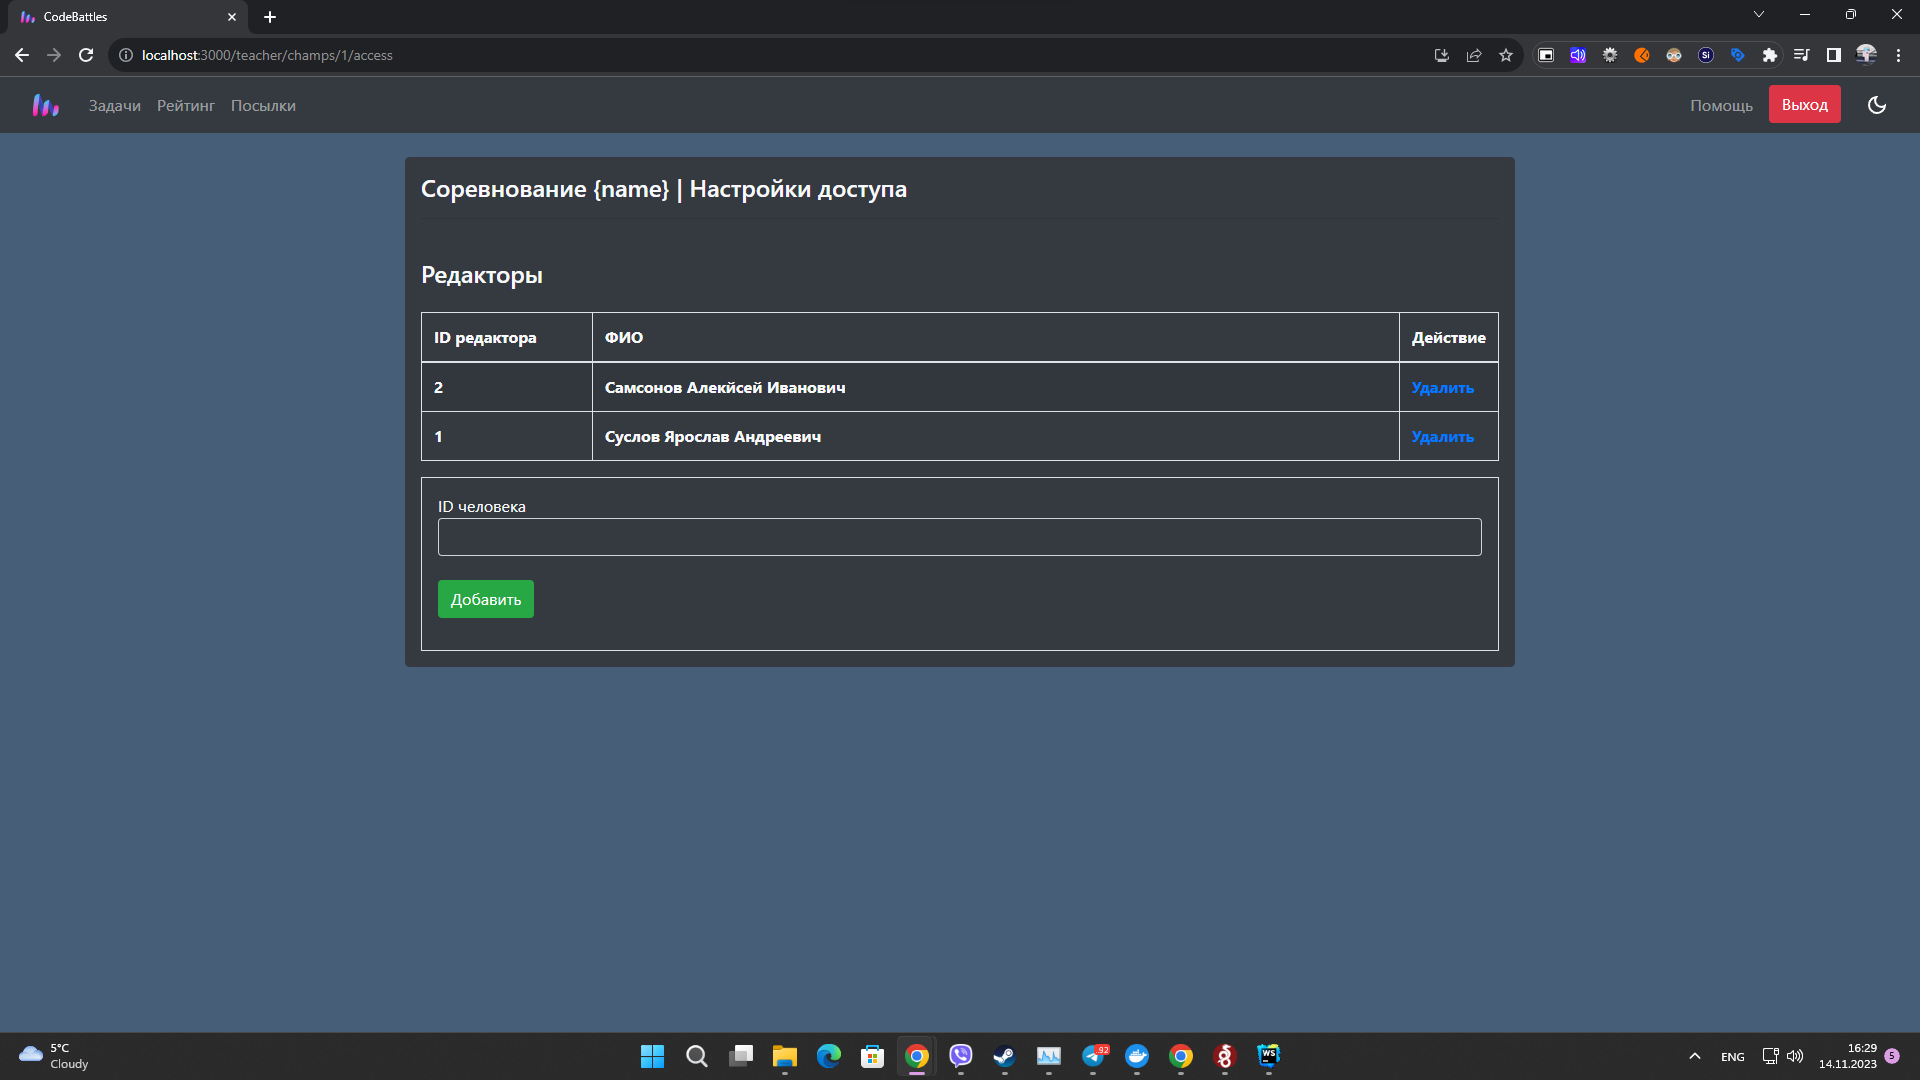 CodeBattles
localhost:3000/teacher/champs/1/access
Задачи Рейтинг Посылки Помощь Выход
Соревнование {name} | Настройки доступа
Редакторы
ID редактора ФИО Действие
2 Самсонов Алекйсей Иванович Удалить
1 Суслов Ярослав Андреевич Удалить
ID человека
Добавить
5°C
Cloudy
92
WS
ENG
16:29
14.11.2023
5
Si